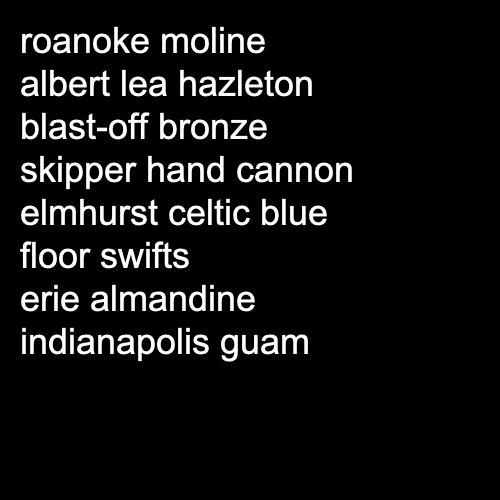 roanoke moline
albert lea hazleton
blast-off bronze
skipper hand cannon
elmhurst celtic blue
floor swifts
erie almandine
indianapolis guam